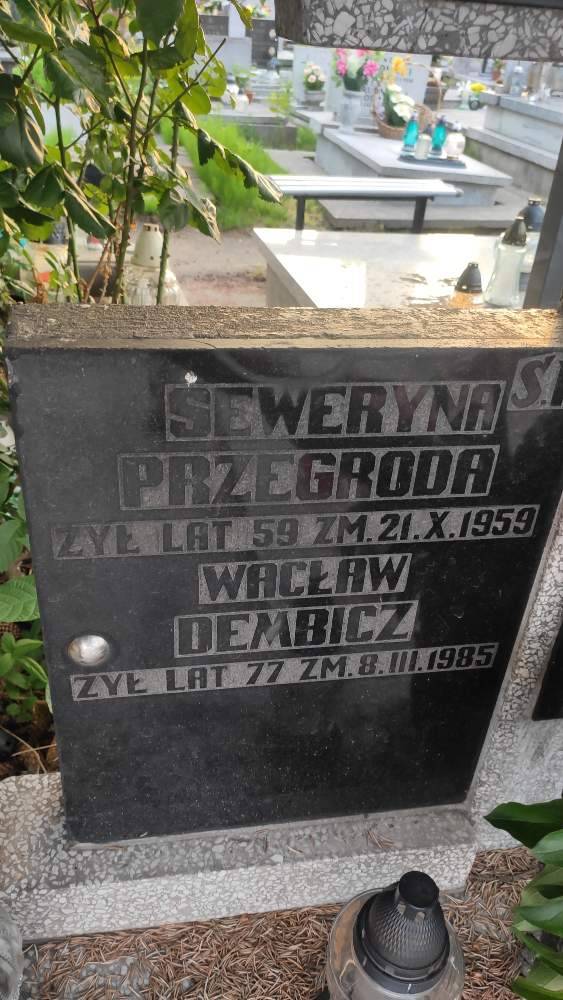 SEWERYNA
PRZEGRODA
ŻYŁ LAT 59 ZM. 21. X. 1959
WACŁAW
DEMBICZ
ŻYŁ LAT 77 ZM. 8. III. 1985